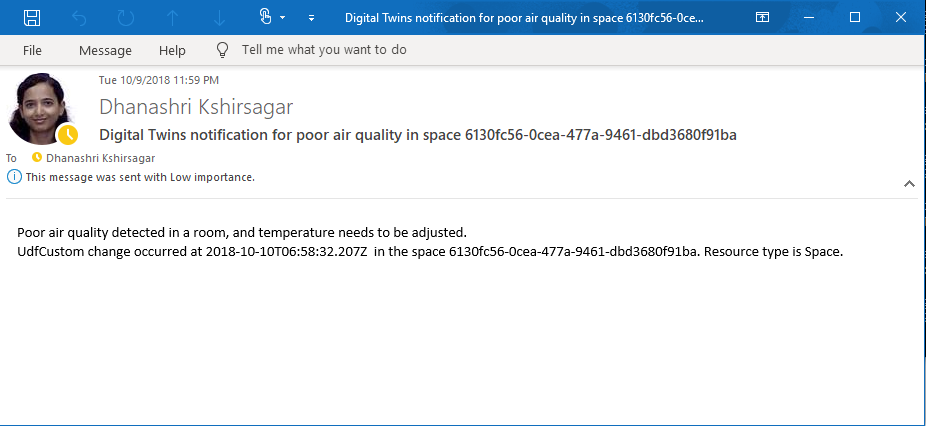 Digital Twins notification for poor air quality in space 6130fc56-0ce...
File Message Help Tell me what you want to do
Tue 10/9/2018 11:59 PM
Dhanashri Kshirsagar
Digital Twins notification for poor air quality in space 6130fc56-0cea-477a-9461-dbd3680f91ba
To Dhanashri Kshirsagar
This message was sent with Low importance.
Poor air quality detected in a room, and temperature needs to be adjusted.
UdfCustom change occurred at 2018-10-10T06:58:32.207Z in the space 6130fc56-0cea-477a-9461-dbd3680f91ba. Resource type is Space.